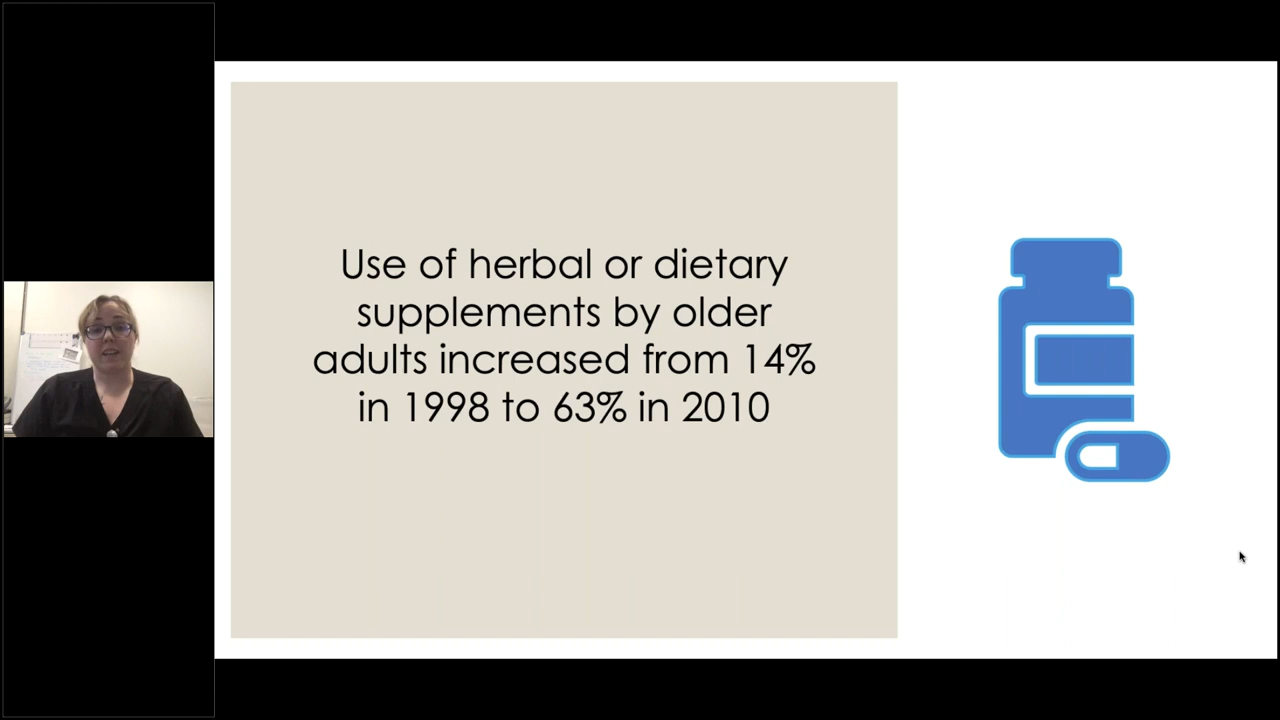 Use of herbal or dietary
supplements by older
adults increased from 14%
in 1998 to 63% in 2010